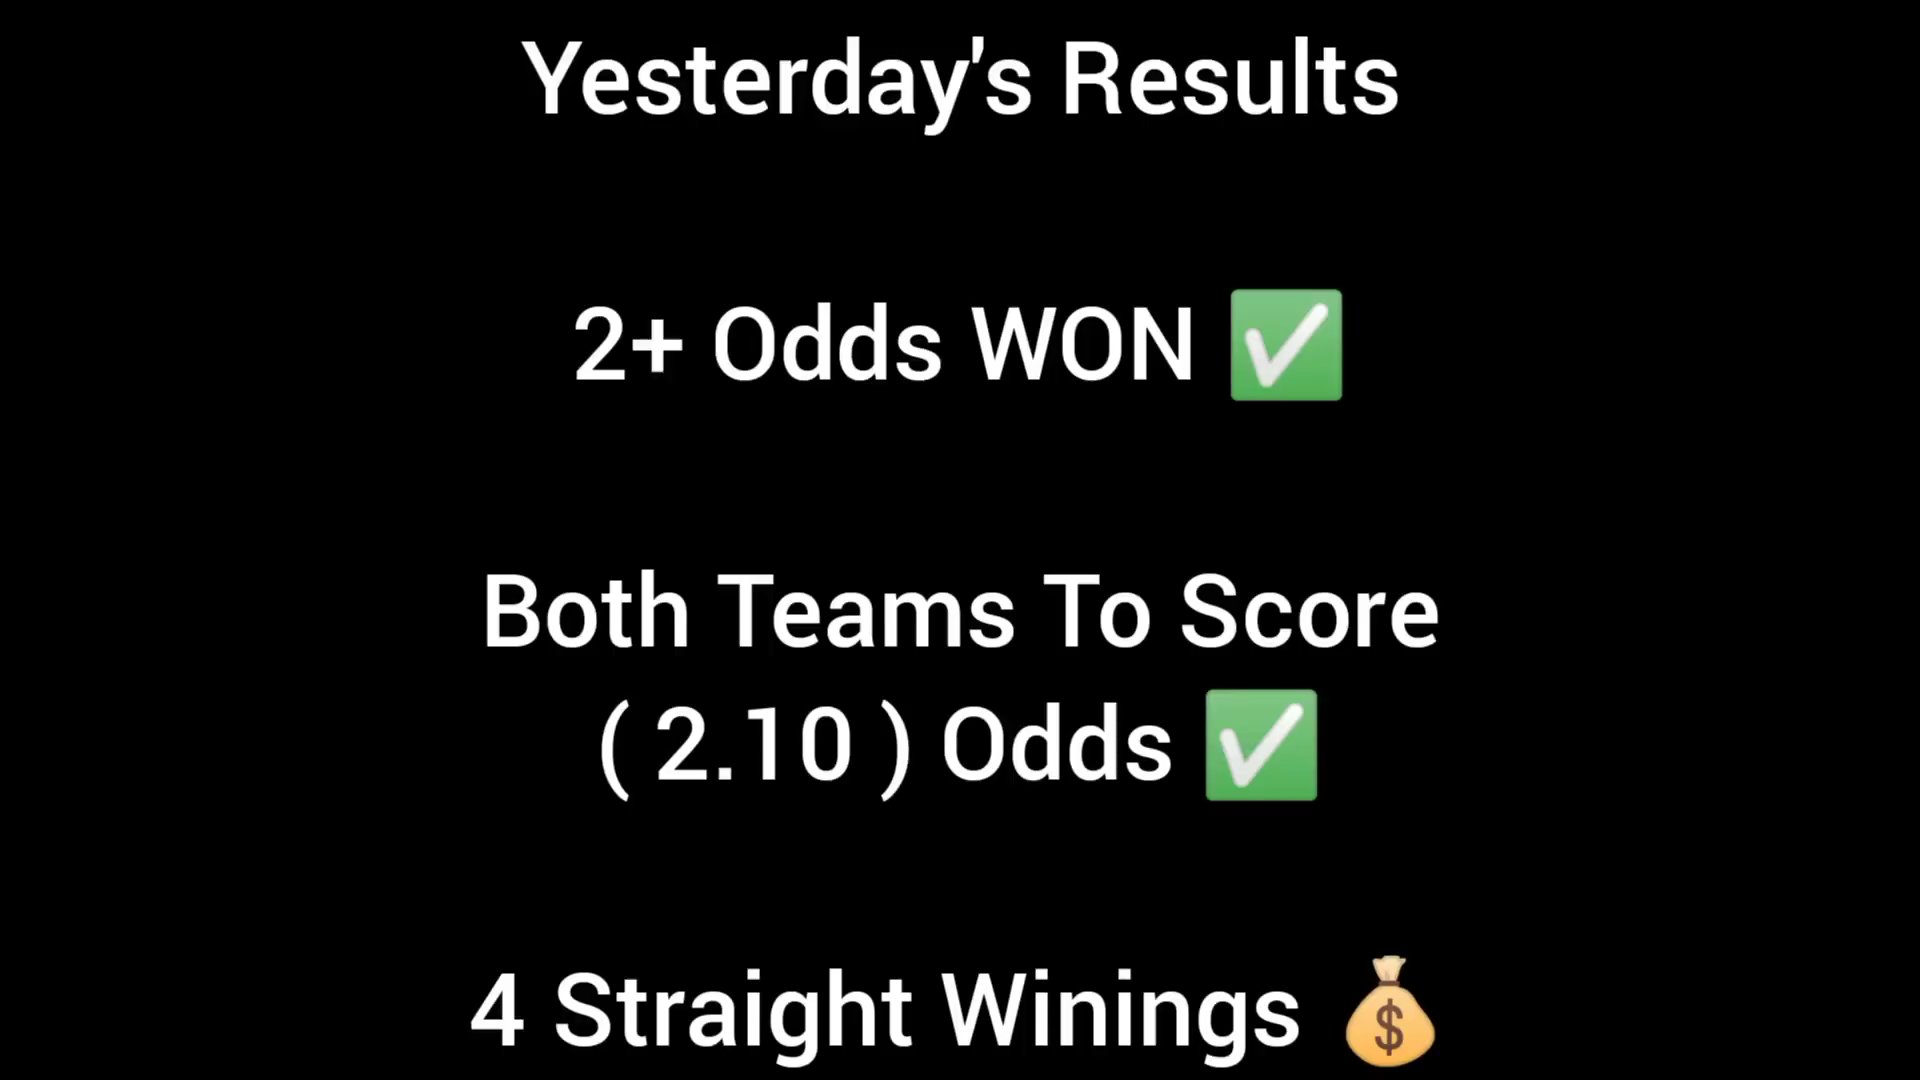 Yesterday's Results
2+ Odds WON ✅
Both Teams To Score
( 2.10 ) Odds ✅
4 Straight Winings 💰